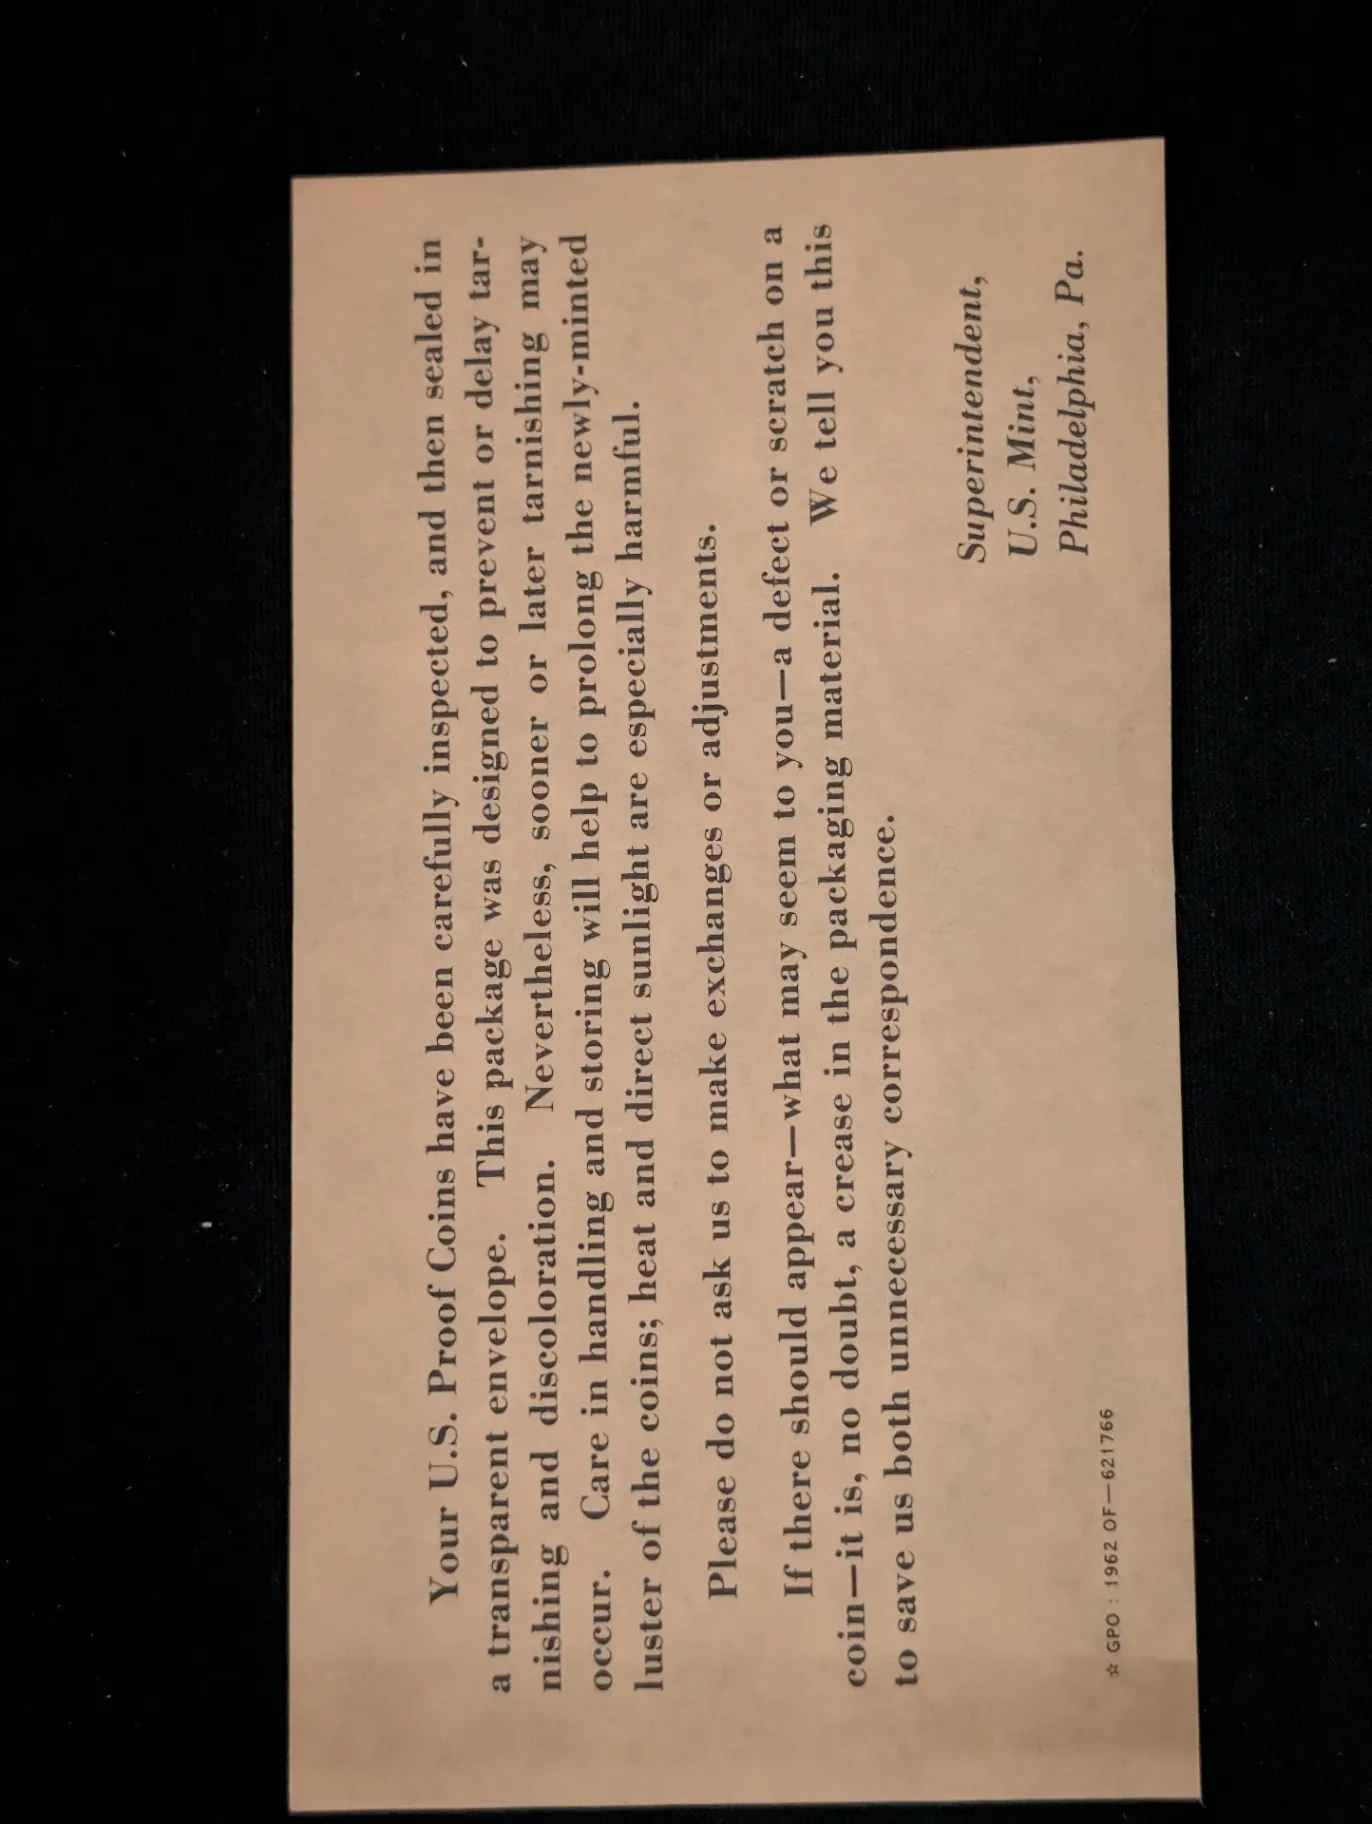 Your U.S. Proof Coins have been carefully inspected, and then sealed in
a transparent envelope. This package was designed to prevent or delay tar-
nishing and discoloration. Nevertheless, sooner or later tarnishing may
occur. Care in handling and storing will help to prolong the newly-minted
luster of the coins; heat and direct sunlight are especially harmful.
Please do not ask us to make exchanges or adjustments.
If there should appear—what may seem to you—a defect or scratch on a
coin—it is, no doubt, a crease in the packaging material. We tell you this
to save us both unnecessary correspondence.
Superintendent,
U.S. Mint,
Philadelphia, Pa.
☆ GPO : 1962 OF—621766